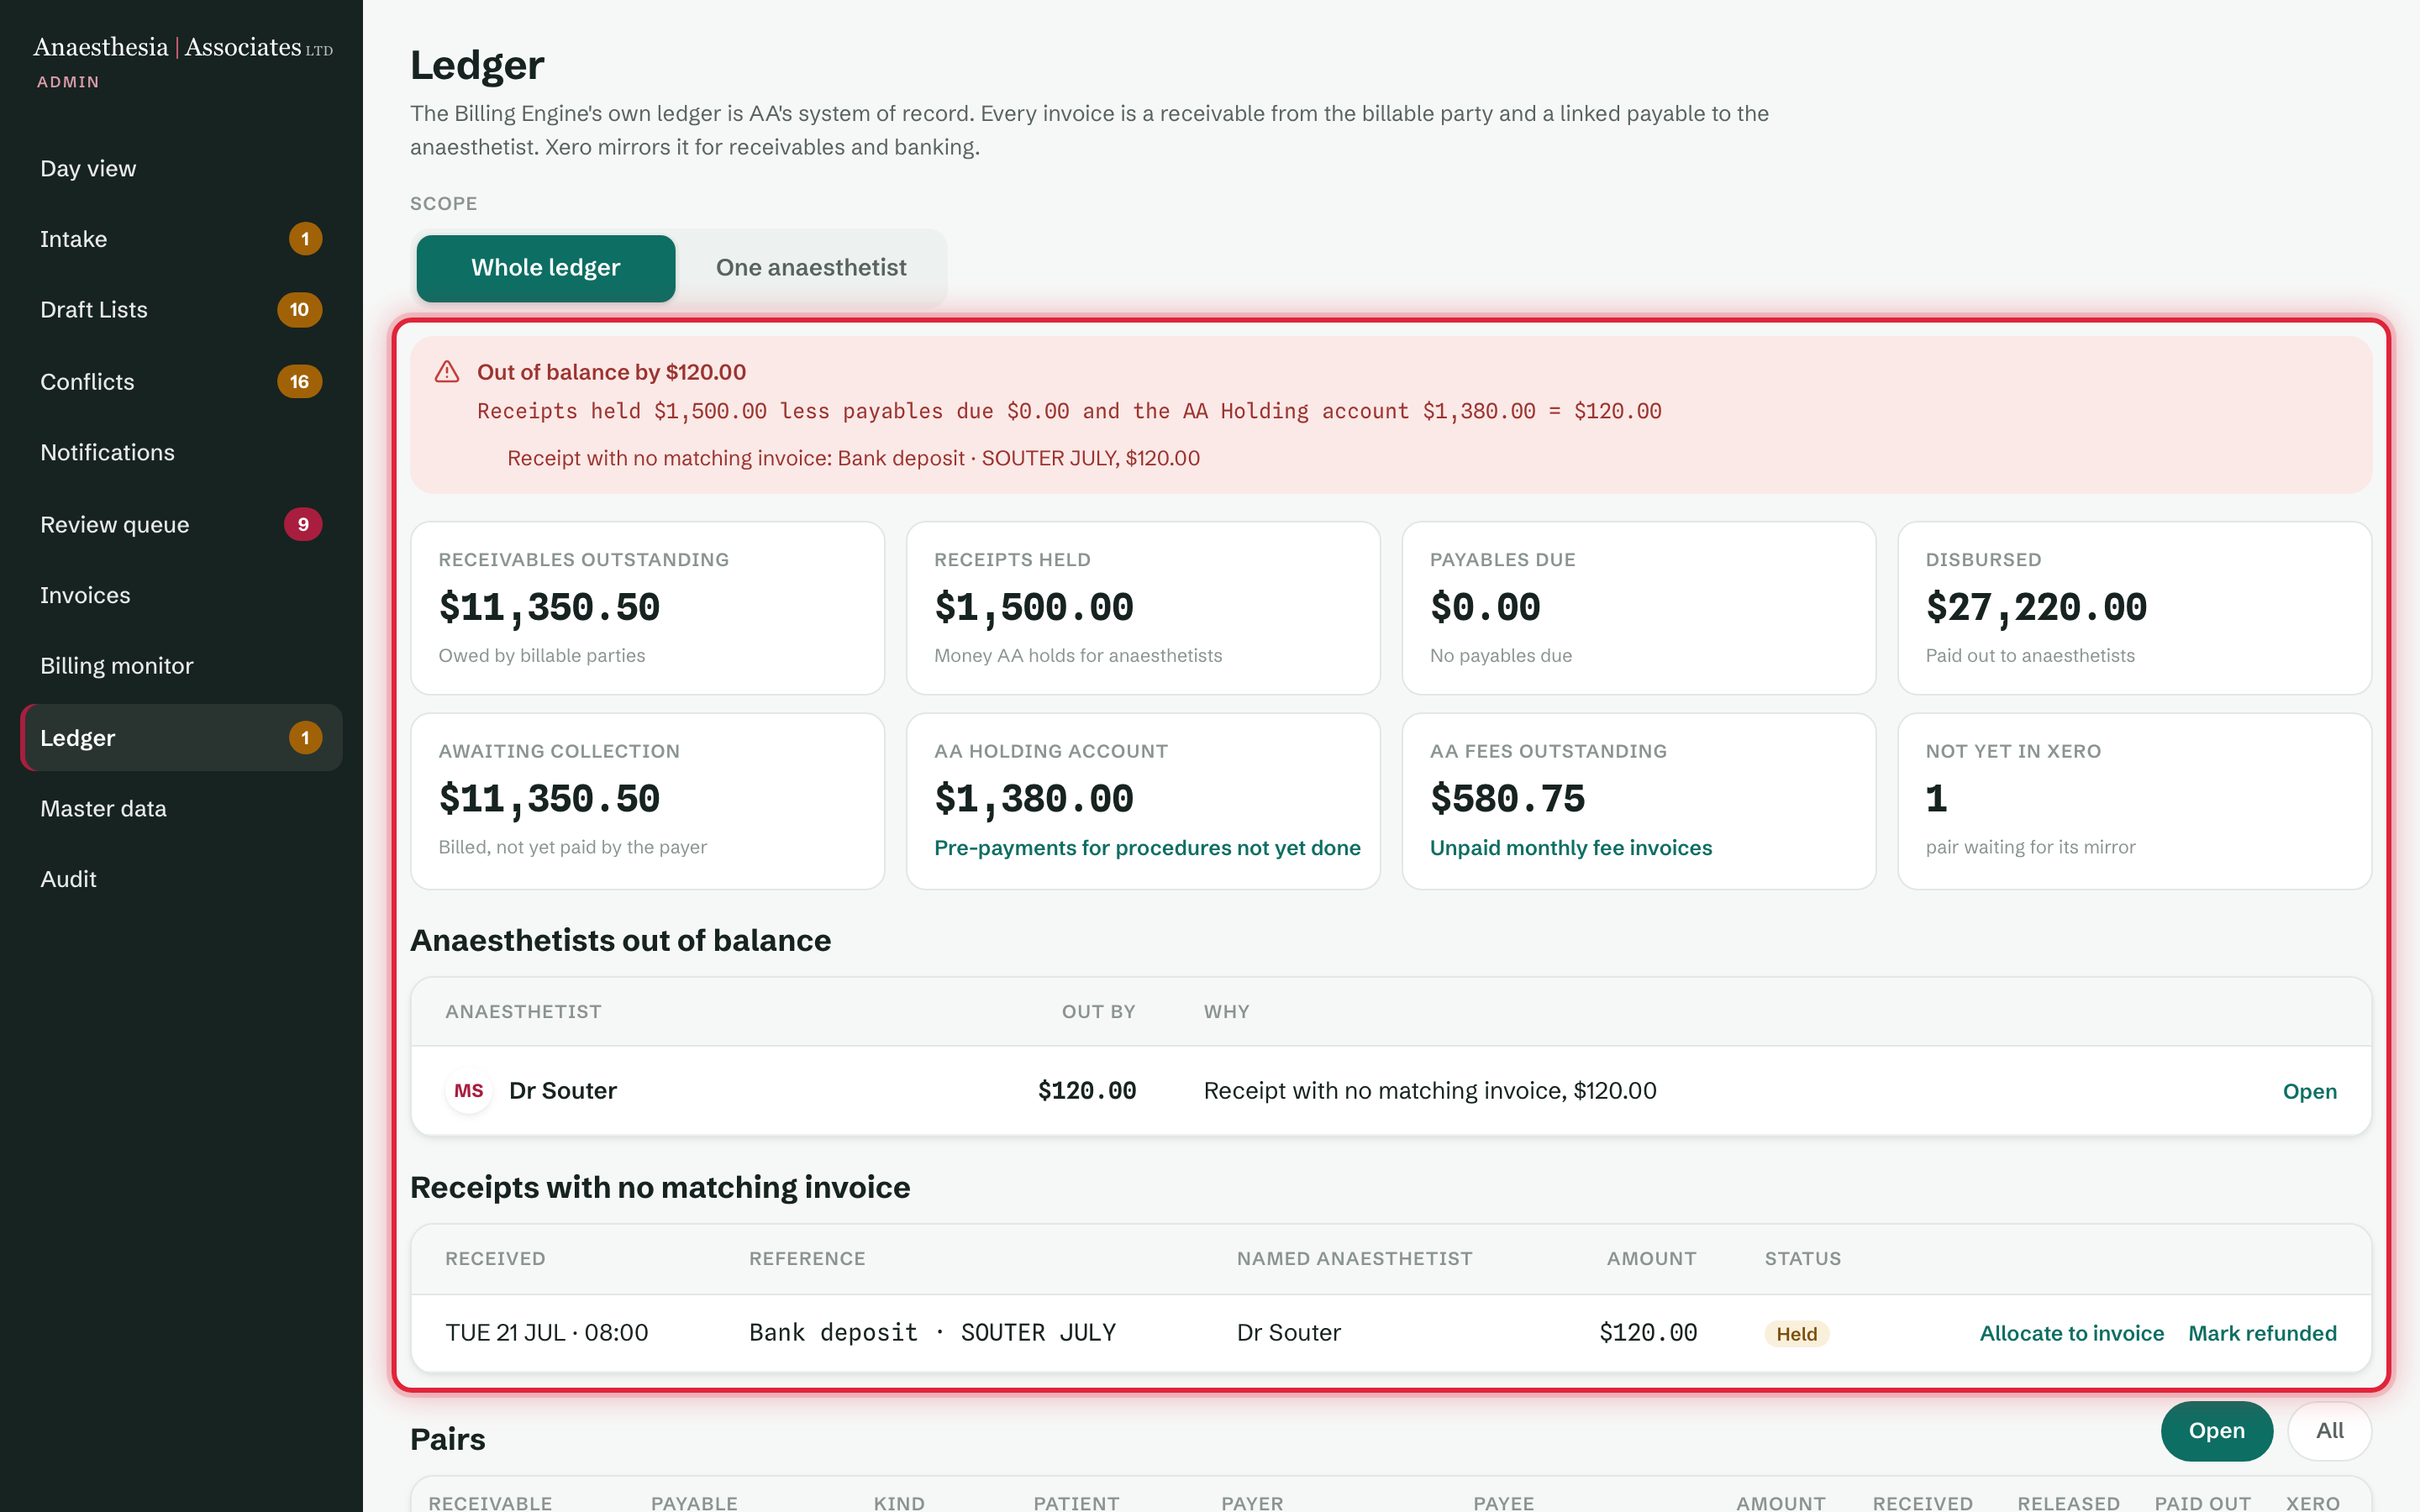 Anaesthesia | Associates LTD
ADMIN
Day view
Intake 1
Draft Lists 10
Conflicts 16
Notifications
Review queue 9
Invoices
Billing monitor
Ledger 1
Master data
Audit
Ledger
The Billing Engine's own ledger is AA's system of record. Every invoice is a receivable from the billable party and a linked payable to the
anaesthetist. Xero mirrors it for receivables and banking.
SCOPE
Whole ledger One anaesthetist
Out of balance by $120.00
Receipts held $1,500.00 less payables due $0.00 and the AA Holding account $1,380.00 = $120.00
Receipt with no matching invoice: Bank deposit · SOUTER JULY, $120.00
RECEIVABLES OUTSTANDING RECEIPTS HELD PAYABLES DUE DISBURSED
$11,350.50 $1,500.00 $0.00 $27,220.00
Owed by billable parties Money AA holds for anaesthetists No payables due Paid out to anaesthetists
AWAITING COLLECTION AA HOLDING ACCOUNT AA FEES OUTSTANDING NOT YET IN XERO
$11,350.50 $1,380.00 $580.75 1
Billed, not yet paid by the payer Pre-payments for procedures not yet done Unpaid monthly fee invoices pair waiting for its mirror
Anaesthetists out of balance
ANAESTHETIST OUT BY WHY
MS Dr Souter $120.00 Receipt with no matching invoice, $120.00 Open
Receipts with no matching invoice
RECEIVED REFERENCE NAMED ANAESTHETIST AMOUNT STATUS
TUE 21 JUL · 08:00 Bank deposit · SOUTER JULY Dr Souter $120.00 Held Allocate to invoice Mark refunded
Pairs Open All
RECEIVABLE PAYABLE KIND PATIENT PAYER PAYEE AMOUNT RECEIVED RELEASED PAID OUT XERO